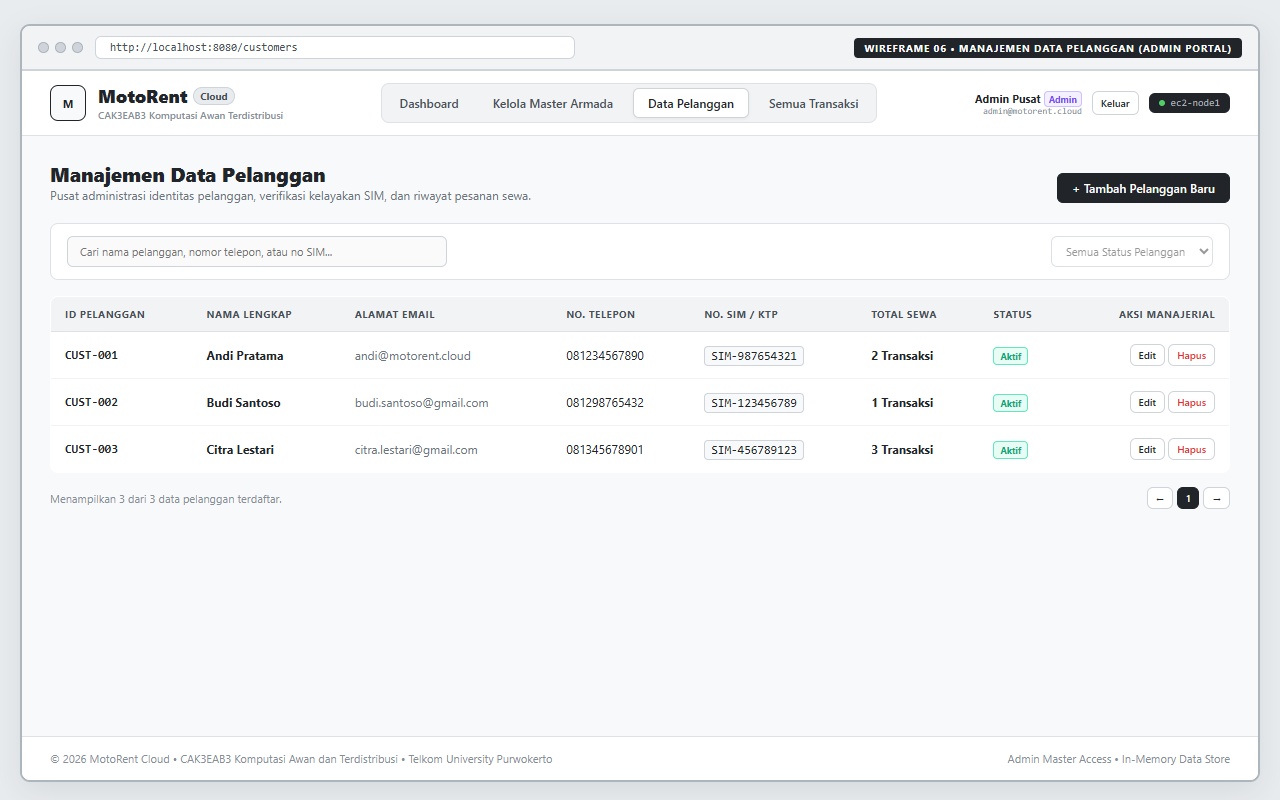 http://localhost:8080/customers
WIREFRAME 06 • MANAJEMEN DATA PELANGGAN (ADMIN PORTAL)
M
MotoRent Cloud
CAK3EAB3 Komputasi Awan Terdistribusi
Dashboard
Kelola Master Armada
Data Pelanggan
Semua Transaksi
Admin Pusat Admin
admin@motorent.cloud
Keluar
ec2-node1
Manajemen Data Pelanggan
Pusat administrasi identitas pelanggan, verifikasi kelayakan SIM, dan riwayat pesanan sewa.
+ Tambah Pelanggan Baru
Cari nama pelanggan, nomor telepon, atau no SIM...
Semua Status Pelanggan
ID PELANGGAN NAMA LENGKAP ALAMAT EMAIL NO. TELEPON NO. SIM / KTP TOTAL SEWA STATUS AKSI MANAJERIAL
CUST-001 Andi Pratama andi@motorent.cloud 081234567890 SIM-987654321 2 Transaksi Aktif Edit Hapus
CUST-002 Budi Santoso budi.santoso@gmail.com 081298765432 SIM-123456789 1 Transaksi Aktif Edit Hapus
CUST-003 Citra Lestari citra.lestari@gmail.com 081345678901 SIM-456789123 3 Transaksi Aktif Edit Hapus
Menampilkan 3 dari 3 data pelanggan terdaftar.
← 1 →
© 2026 MotoRent Cloud • CAK3EAB3 Komputasi Awan dan Terdistribusi • Telkom University Purwokerto
Admin Master Access • In-Memory Data Store